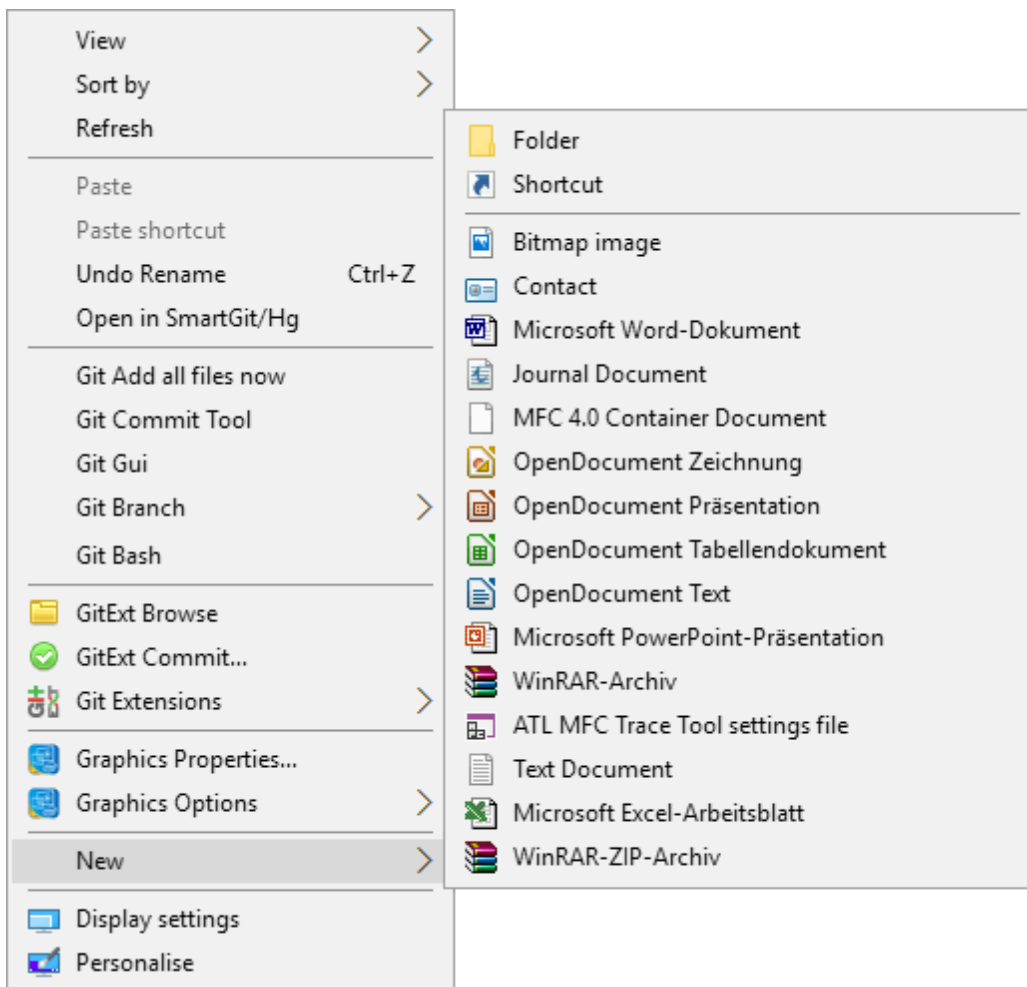 View
Sort by
Refresh
Paste
Paste shortcut
Undo Rename Ctrl+Z
Open in SmartGit/Hg
Git Add all files now
Git Commit Tool
Git Gui
Git Branch
Git Bash
GitExt Browse
GitExt Commit...
Git Extensions
Graphics Properties...
Graphics Options
New
Display settings
Personalise
Folder
Shortcut
Bitmap image
Contact
Microsoft Word-Dokument
Journal Document
MFC 4.0 Container Document
OpenDocument Zeichnung
OpenDocument Präsentation
OpenDocument Tabellendokument
OpenDocument Text
Microsoft PowerPoint-Präsentation
WinRAR-Archiv
ATL MFC Trace Tool settings file
Text Document
Microsoft Excel-Arbeitsblatt
WinRAR-ZIP-Archiv